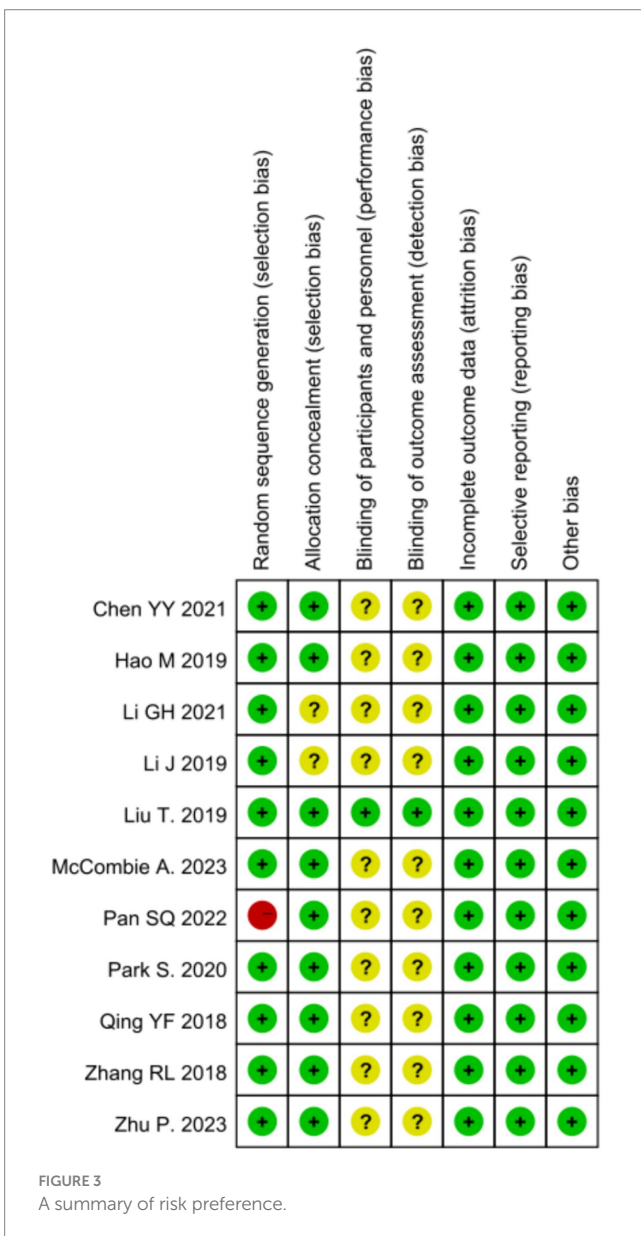 Random sequence generation (selection bias)
Allocation concealment (selection bias)
Blinding of participants and personnel (performance bias)
Blinding of outcome assessment (detection bias)
Incomplete outcome data (attrition bias)
Selective reporting (reporting bias)
Other bias
Chen YY 2021 + + ? ? + + +
Hao M 2019 + + ? ? + + +
Li GH 2021 + ? ? ? + + +
Li J 2019 + ? ? ? + + +
Liu T. 2019 + + + + + + +
McCombie A. 2023 + + ? ? + + +
Pan SQ 2022 - + ? ? + + +
Park S. 2020 + + ? ? + + +
Qing YF 2018 + + ? ? + + +
Zhang RL 2018 + + ? ? + + +
Zhu P. 2023 + + ? ? + + +
FIGURE 3
A summary of risk preference.